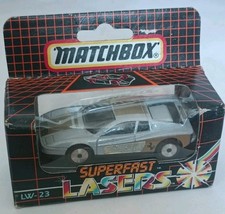 MATCHBOX
SUPERFAST
LASERS
LW-23